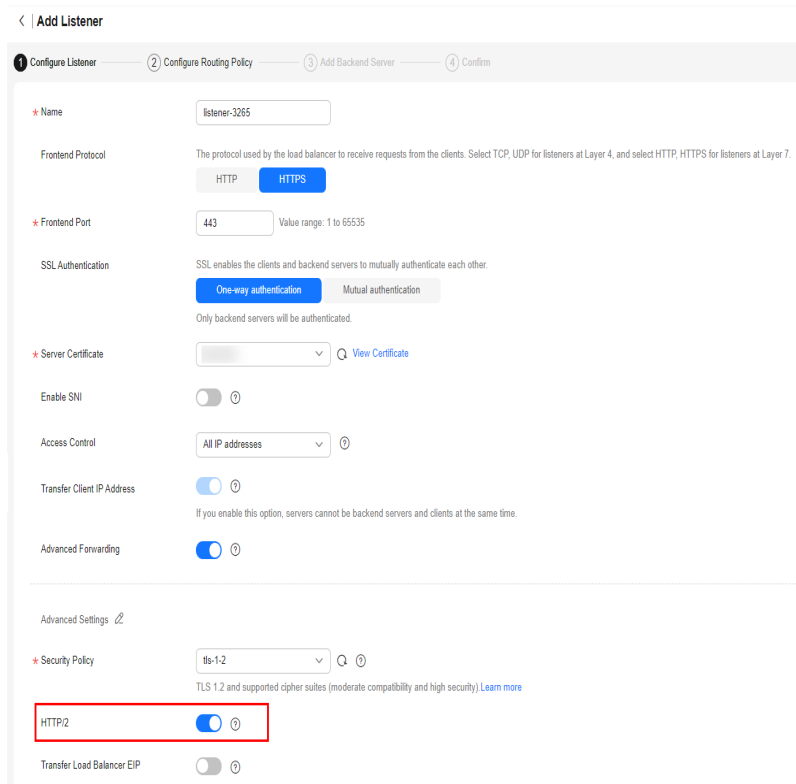 Add Listener
1 Configure Listener 2 Configure Routing Policy 3 Add Backend Server 4 Confirm
* Name listener-3265
Frontend Protocol The protocol used by the load balancer to receive requests from the clients. Select TCP, UDP for listeners at Layer 4, and select HTTP, HTTPS for listeners at Layer 7.
HTTP HTTPS
* Frontend Port 443 Value range: 1 to 65535
SSL Authentication SSL enables the clients and backend servers to mutually authenticate each other.
One-way authentication Mutual authentication
Only backend servers will be authenticated.
* Server Certificate View Certificate
Enable SNI ?
Access Control All IP addresses ?
Transfer Client IP Address ?
If you enable this option, servers cannot be backend servers and clients at the same time.
Advanced Forwarding ?
Advanced Settings
* Security Policy tls-1-2 ?
TLS 1.2 and supported cipher suites (moderate compatibility and high security).Learn more
HTTP/2 ?
Transfer Load Balancer EIP ?